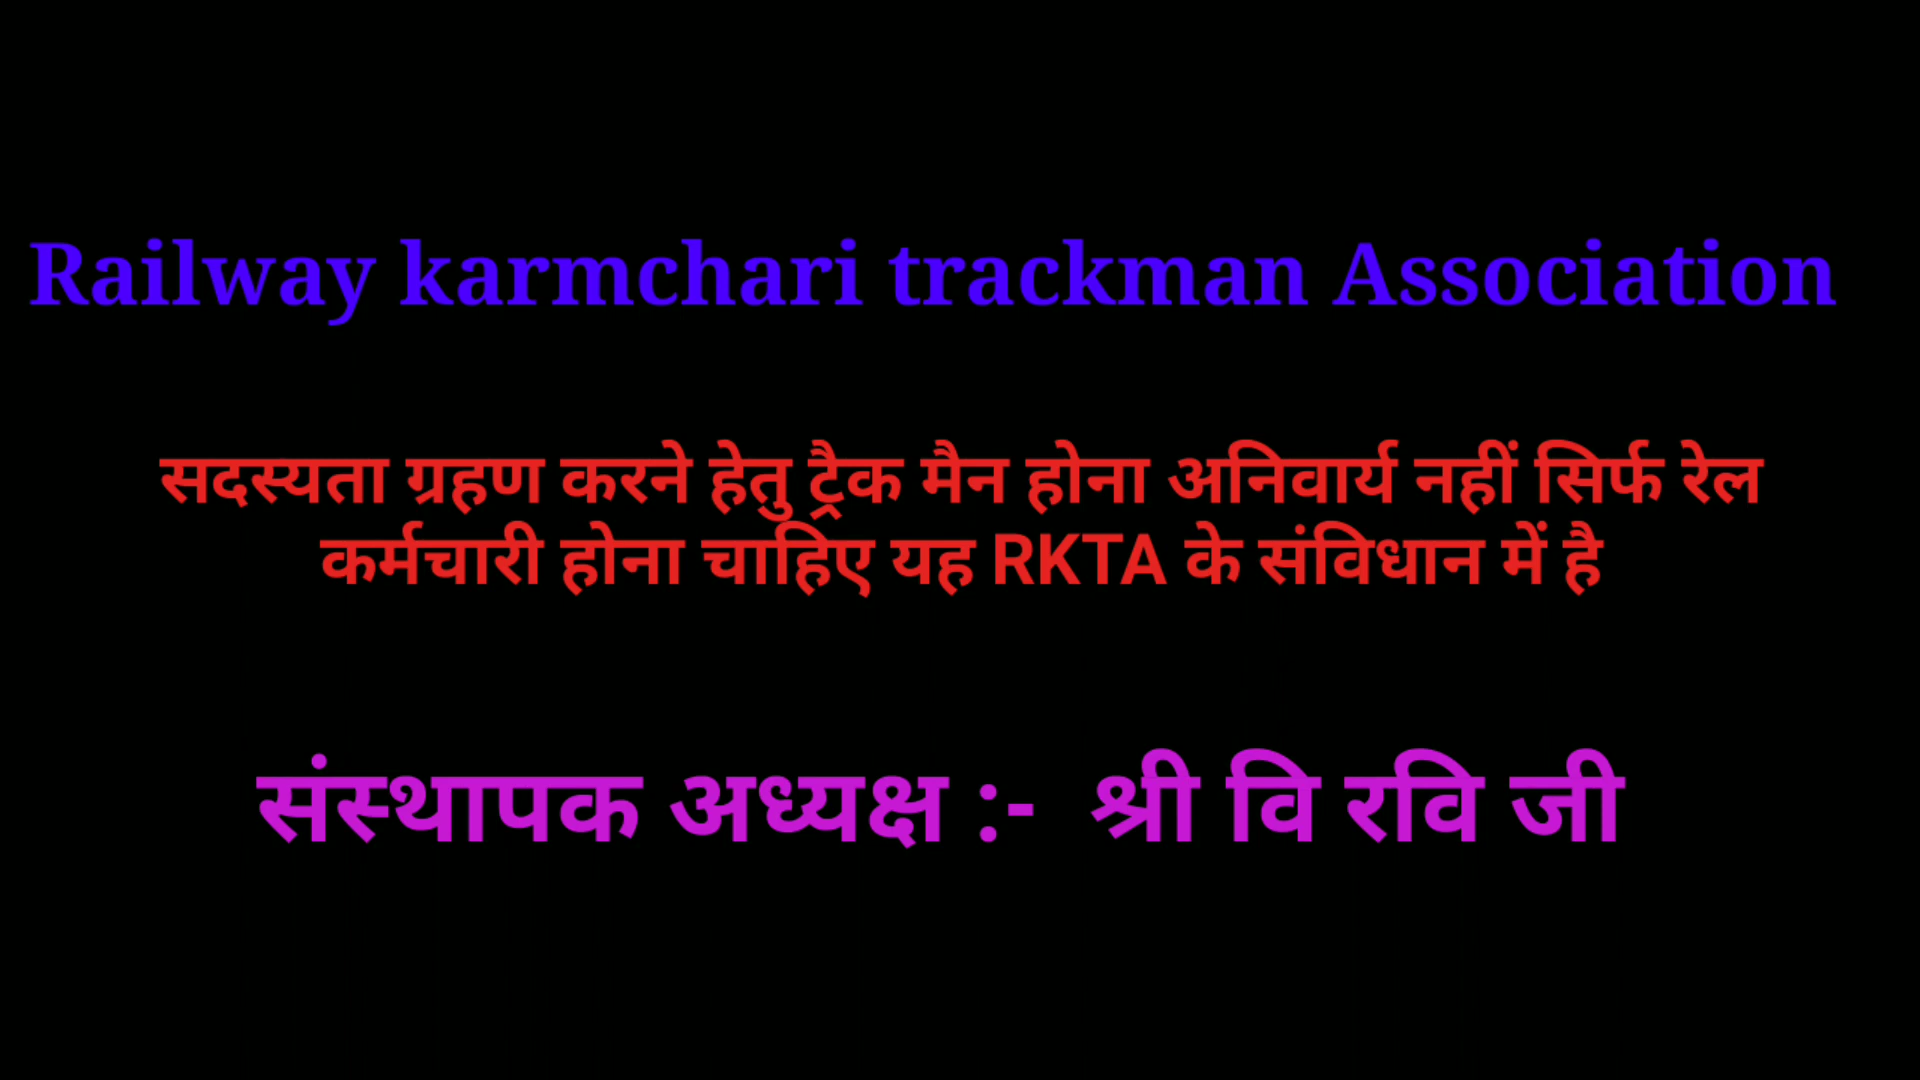 Railway karmchari trackman Association
सदस्यता ग्रहण करने हेतु ट्रैक मैन होना अनिवार्य नहीं सिर्फ रेल
कर्मचारी होना चाहिए यह RKTA के संविधान में है
संस्थापक अध्यक्ष :- श्री वि रवि जी